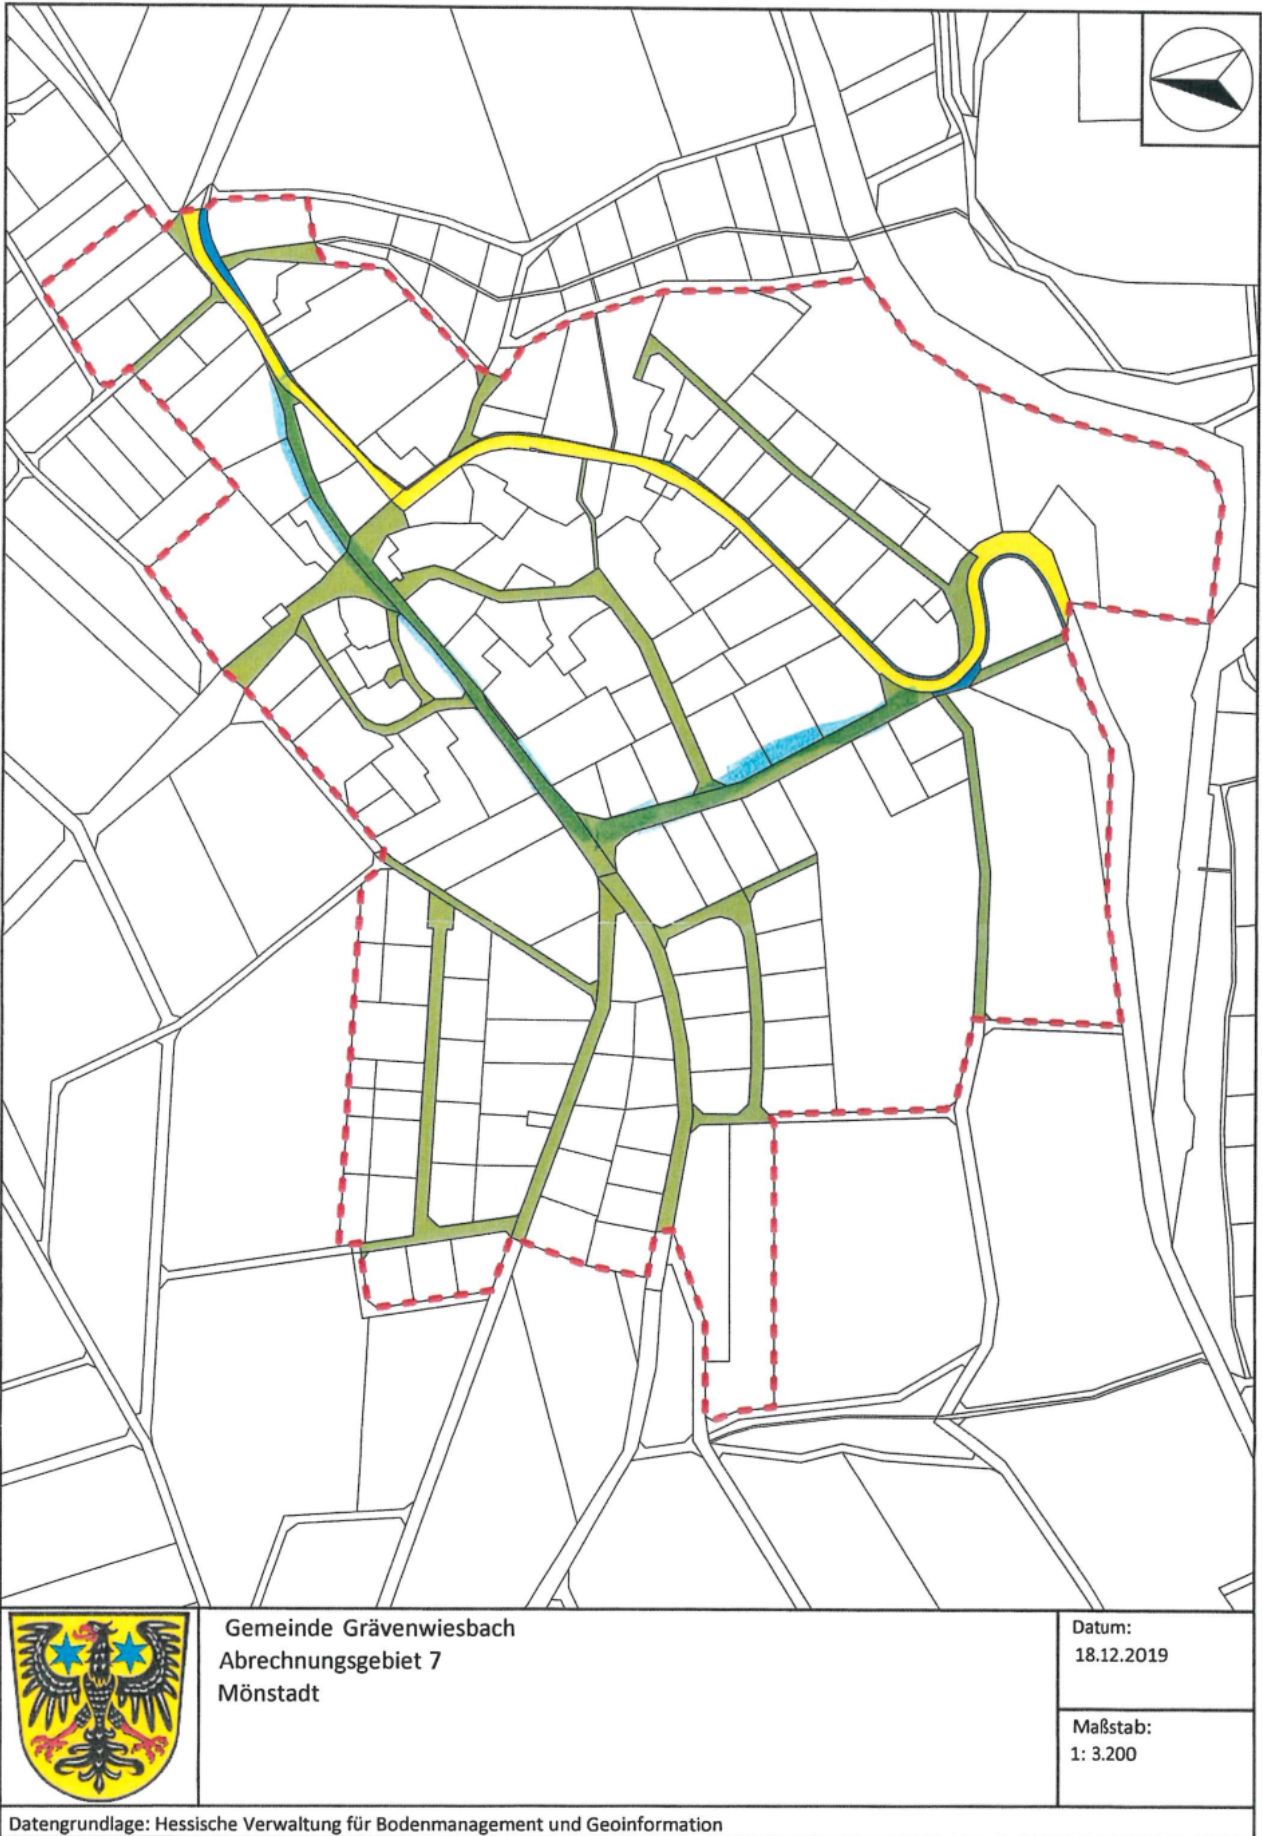 Gemeinde Grävenwiesbach
Abrechnungsgebiet 7
Mönstadt
Datum:
18.12.2019
Maßstab:
1: 3.200
Datengrundlage: Hessische Verwaltung für Bodenmanagement und Geoinformation